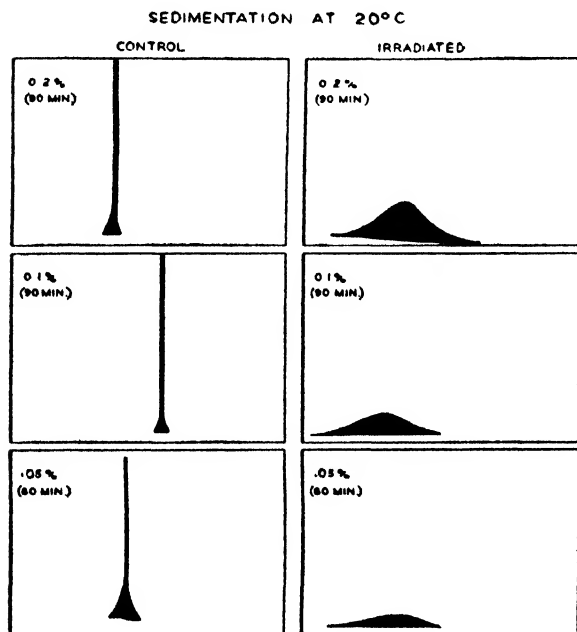 SEDIMENTATION AT 20°C
CONTROL
IRRADIATED
0.2%
(90 MIN.)
0.2%
(90 MIN.)
0.1%
(90 MIN.)
0.1%
(90 MIN.)
.05%
(60 MIN.)
.05%
(60 MIN.)